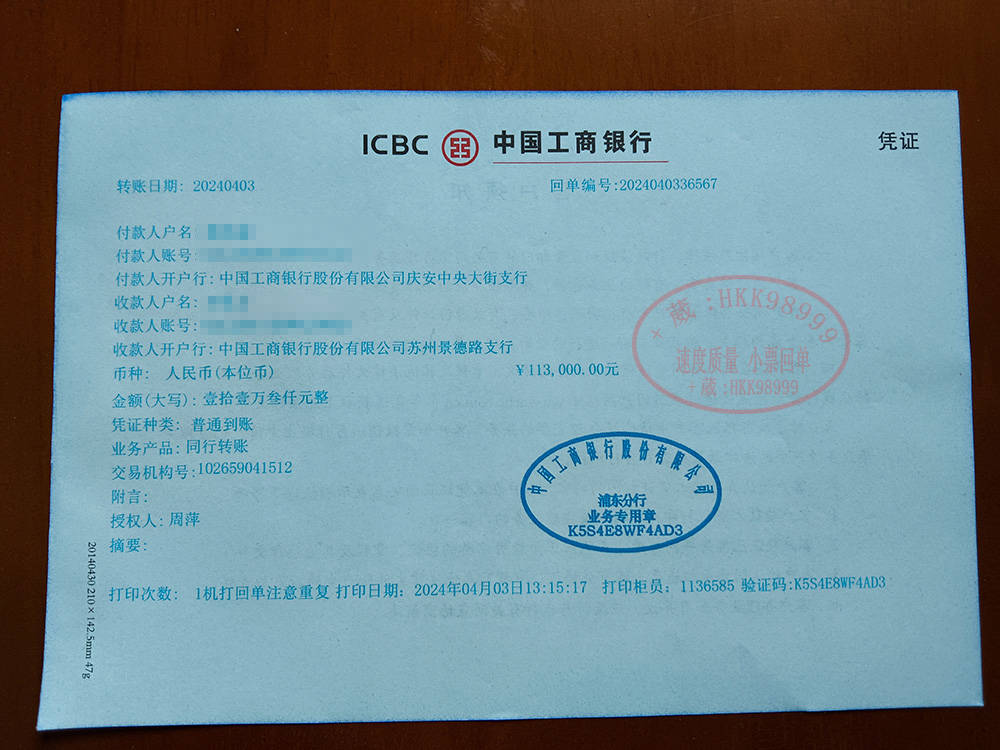 ICBC 中国工商银行
凭证
转账日期: 20240403
回单编号:2024040336567
付款人户名
付款人账号:
付款人开户行:中国工商银行股份有限公司庆安中央大街支行
收款人户名:
收款人账号:
收款人开户行:中国工商银行股份有限公司苏州景德路支行
币种: 人民币(本位币)
¥113,000.00元
金额(大写):壹拾壹万叁仟元整
凭证种类: 普通到账
业务产品:同行转账
交易机构号:102659041512
附言:
授权人:周萍
摘要:
打印次数: 1机打回单注意重复 打印日期: 2024年04月03日13:15:17 打印柜员: 1136585 验证码:K5S4E8WF4AD3
+ 葳:HKK98999
速度质量 小票回单
+葳:HKK98999
中国工商银行股份有限公司
浦东分行
业务专用章
K5S4E8WF4AD3
20140430 210×142.5mm 47g